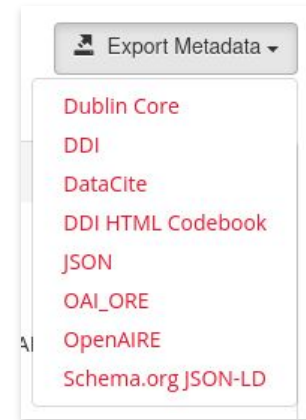 Export Metadata
Dublin Core
DDI
DataCite
DDI HTML Codebook
JSON
OAI_ORE
OpenAIRE
Schema.org JSON-LD